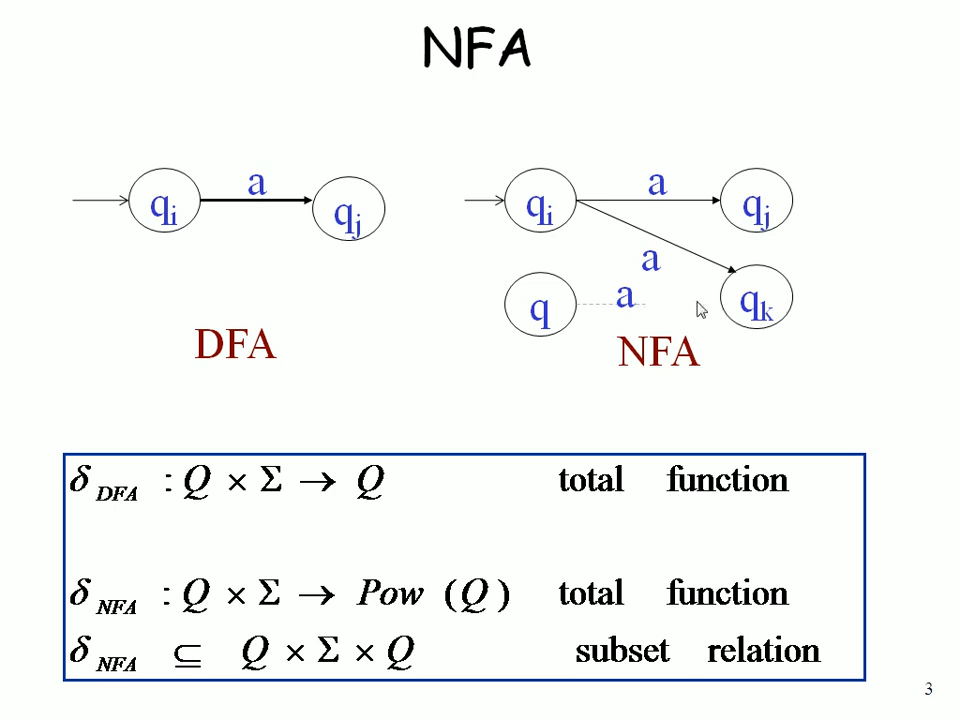 NFA
a
qi
qj
DFA
a
qi
qj
a
q
a
qk
NFA
δ DFA : Q × Σ → Q total function
δ NFA : Q × Σ → Pow (Q) total function
δ NFA ⊆ Q × Σ × Q subset relation
3